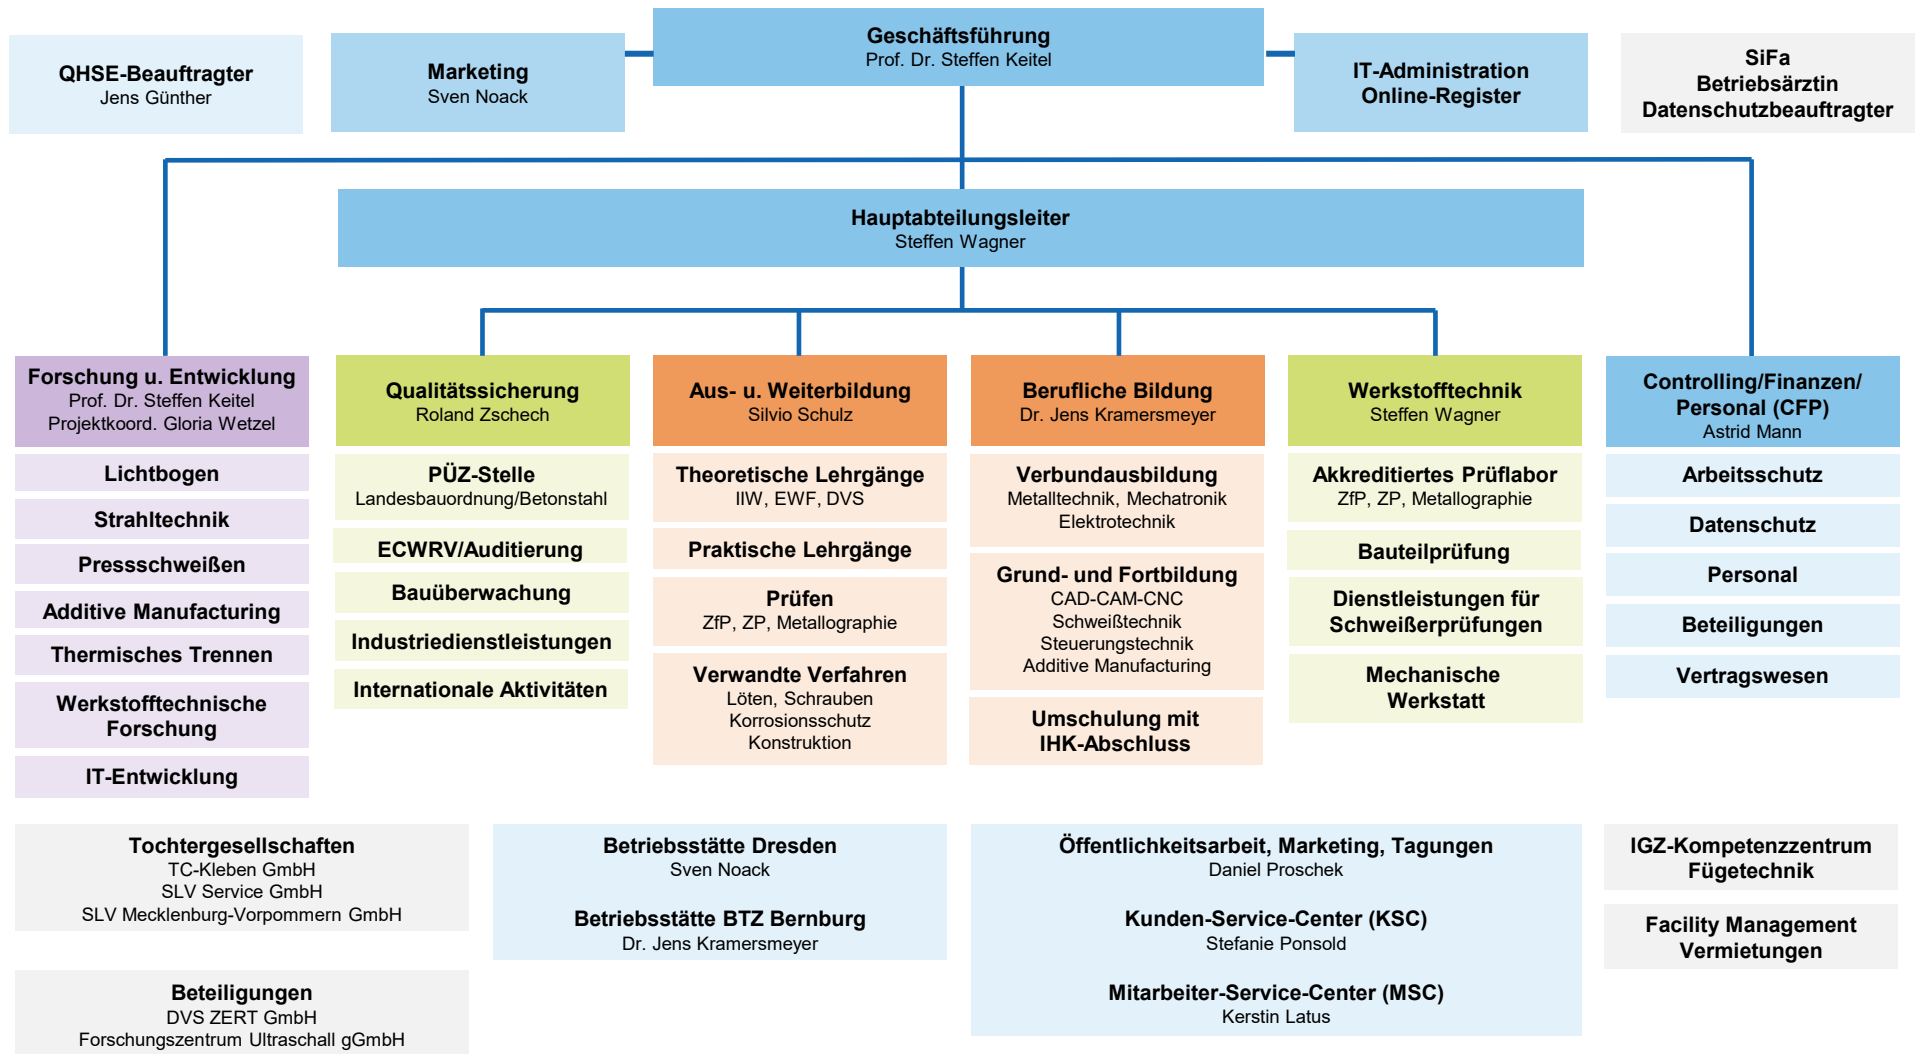 Geschäftsführung
Prof. Dr. Steffen Keitel
QHSE-Beauftragter
Jens Günther
Marketing
Sven Noack
IT-Administration
Online-Register
SiFa
Betriebsärztin
Datenschutzbeauftragter
Hauptabteilungsleiter
Steffen Wagner
Forschung u. Entwicklung
Prof. Dr. Steffen Keitel
Projektkoord. Gloria Wetzel
Lichtbogen
Strahltechnik
Pressschweißen
Additive Manufacturing
Thermisches Trennen
Werkstofftechnische
Forschung
IT-Entwicklung
Qualitätssicherung
Roland Zschech
PÜZ-Stelle
Landesbauordnung/Betonstahl
ECWRV/Auditierung
Bauüberwachung
Industriedienstleistungen
Internationale Aktivitäten
Aus- u. Weiterbildung
Silvio Schulz
Theoretische Lehrgänge
IIW, EWF, DVS
Praktische Lehrgänge
Prüfen
ZfP, ZP, Metallographie
Verwandte Verfahren
Löten, Schrauben
Korrosionsschutz
Konstruktion
Berufliche Bildung
Dr. Jens Kramersmeyer
Verbundausbildung
Metalltechnik, Mechatronik
Elektrotechnik
Grund- und Fortbildung
CAD-CAM-CNC
Schweißtechnik
Steuerungstechnik
Additive Manufacturing
Umschulung mit
IHK-Abschluss
Werkstofftechnik
Steffen Wagner
Akkreditiertes Prüflabor
ZfP, ZP, Metallographie
Bauteilprüfung
Dienstleistungen für
Schweißerprüfungen
Mechanische
Werkstatt
Controlling/Finanzen/
Personal (CFP)
Astrid Mann
Arbeitsschutz
Datenschutz
Personal
Beteiligungen
Vertragswesen
Tochtergesellschaften
TC-Kleben GmbH
SLV Service GmbH
SLV Mecklenburg-Vorpommern GmbH
Beteiligungen
DVS ZERT GmbH
Forschungszentrum Ultraschall gGmbH
Betriebsstätte Dresden
Sven Noack
Betriebsstätte BTZ Bernburg
Dr. Jens Kramersmeyer
Öffentlichkeitsarbeit, Marketing, Tagungen
Daniel Proschek
Kunden-Service-Center (KSC)
Stefanie Ponsold
Mitarbeiter-Service-Center (MSC)
Kerstin Latus
IGZ-Kompetenzzentrum
Fügetechnik
Facility Management
Vermietungen